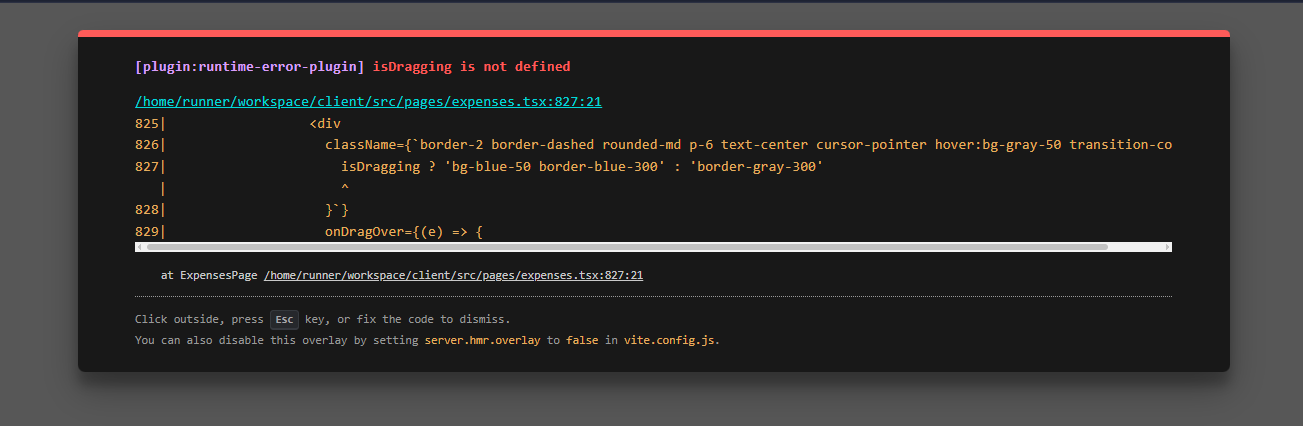 [plugin:runtime-error-plugin] isDragging is not defined
/home/runner/workspace/client/src/pages/expenses.tsx:827:21
825|                  <div
826|                    className={`border-2 border-dashed rounded-md p-6 text-center cursor-pointer hover:bg-gray-50 transition-co
827|                      isDragging ? 'bg-blue-50 border-blue-300' : 'border-gray-300'
   |                      ^
828|                    }`}
829|                    onDragOver={(e) => {
at ExpensesPage /home/runner/workspace/client/src/pages/expenses.tsx:827:21
Click outside, press Esc key, or fix the code to dismiss.
You can also disable this overlay by setting server.hmr.overlay to false in vite.config.js.